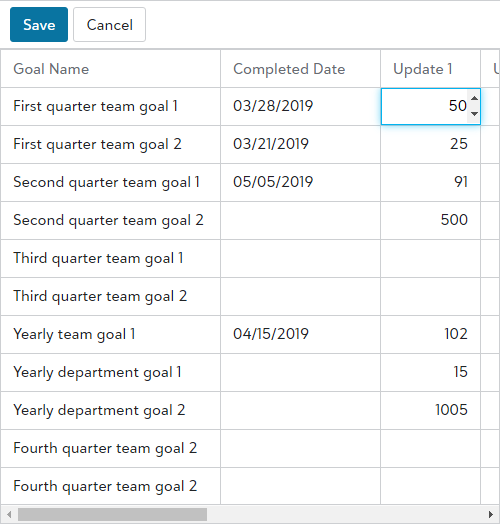 Save Cancel
Goal Name Completed Date Update 1
First quarter team goal 1 03/28/2019 50
First quarter team goal 2 03/21/2019 25
Second quarter team goal 1 05/05/2019 91
Second quarter team goal 2 500
Third quarter team goal 1
Third quarter team goal 2
Yearly team goal 1 04/15/2019 102
Yearly department goal 1 15
Yearly department goal 2 1005
Fourth quarter team goal 2
Fourth quarter team goal 2